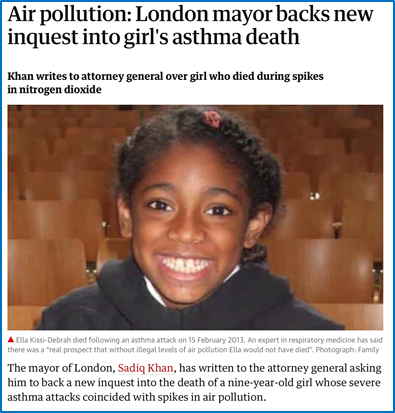 Air pollution: London mayor backs new
inquest into girl's asthma death
Khan writes to attorney general over girl who died during spikes
in nitrogen dioxide
▲ Ella Kissi-Debrah died following an asthma attack on 15 February 2013. An expert in respiratory medicine has said
there was a “real prospect that without illegal levels of air pollution Ella would not have died”. Photograph: Family
The mayor of London, Sadiq Khan, has written to the attorney general asking
him to back a new inquest into the death of a nine-year-old girl whose severe
asthma attacks coincided with spikes in air pollution.